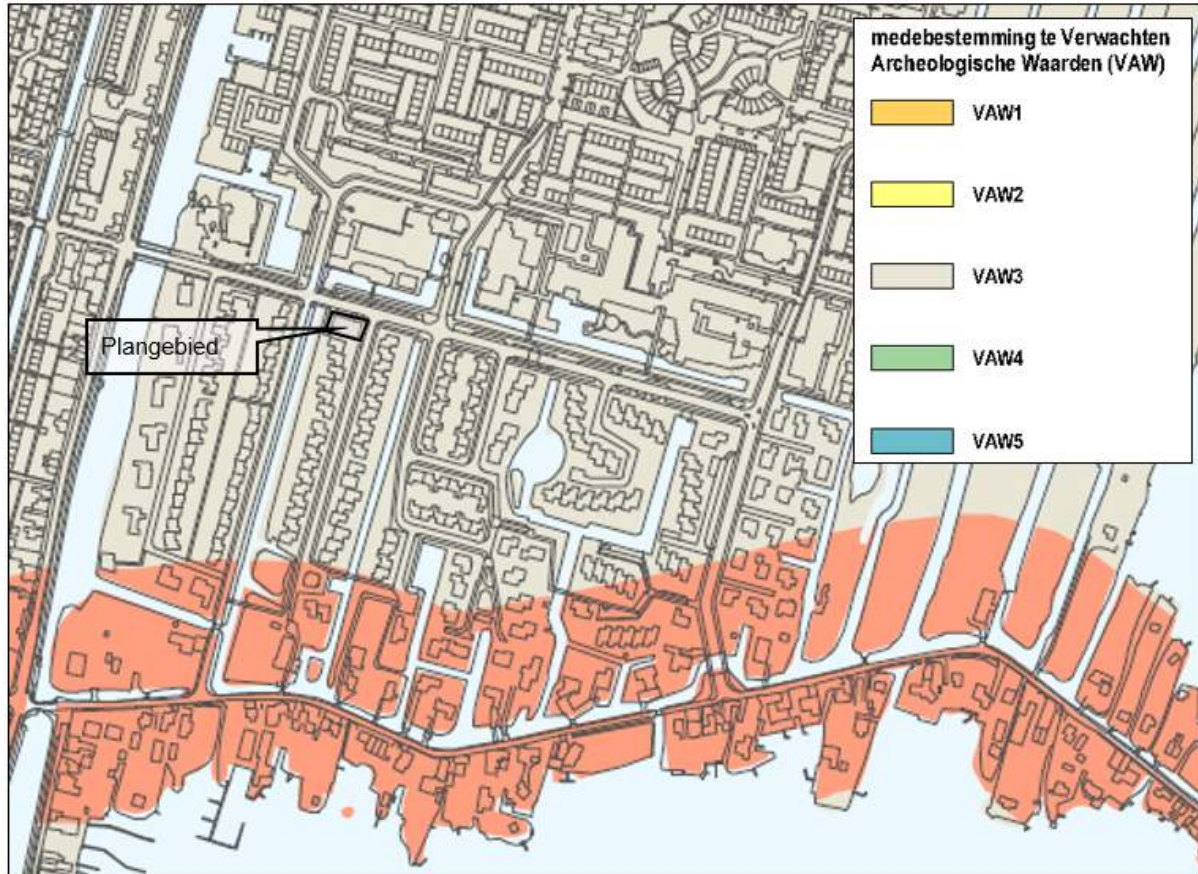 medebestemming te Verwachten
Archeologische Waarden (VAW)
VAW1
VAW2
VAW3
VAW4
VAW5
Plangebied